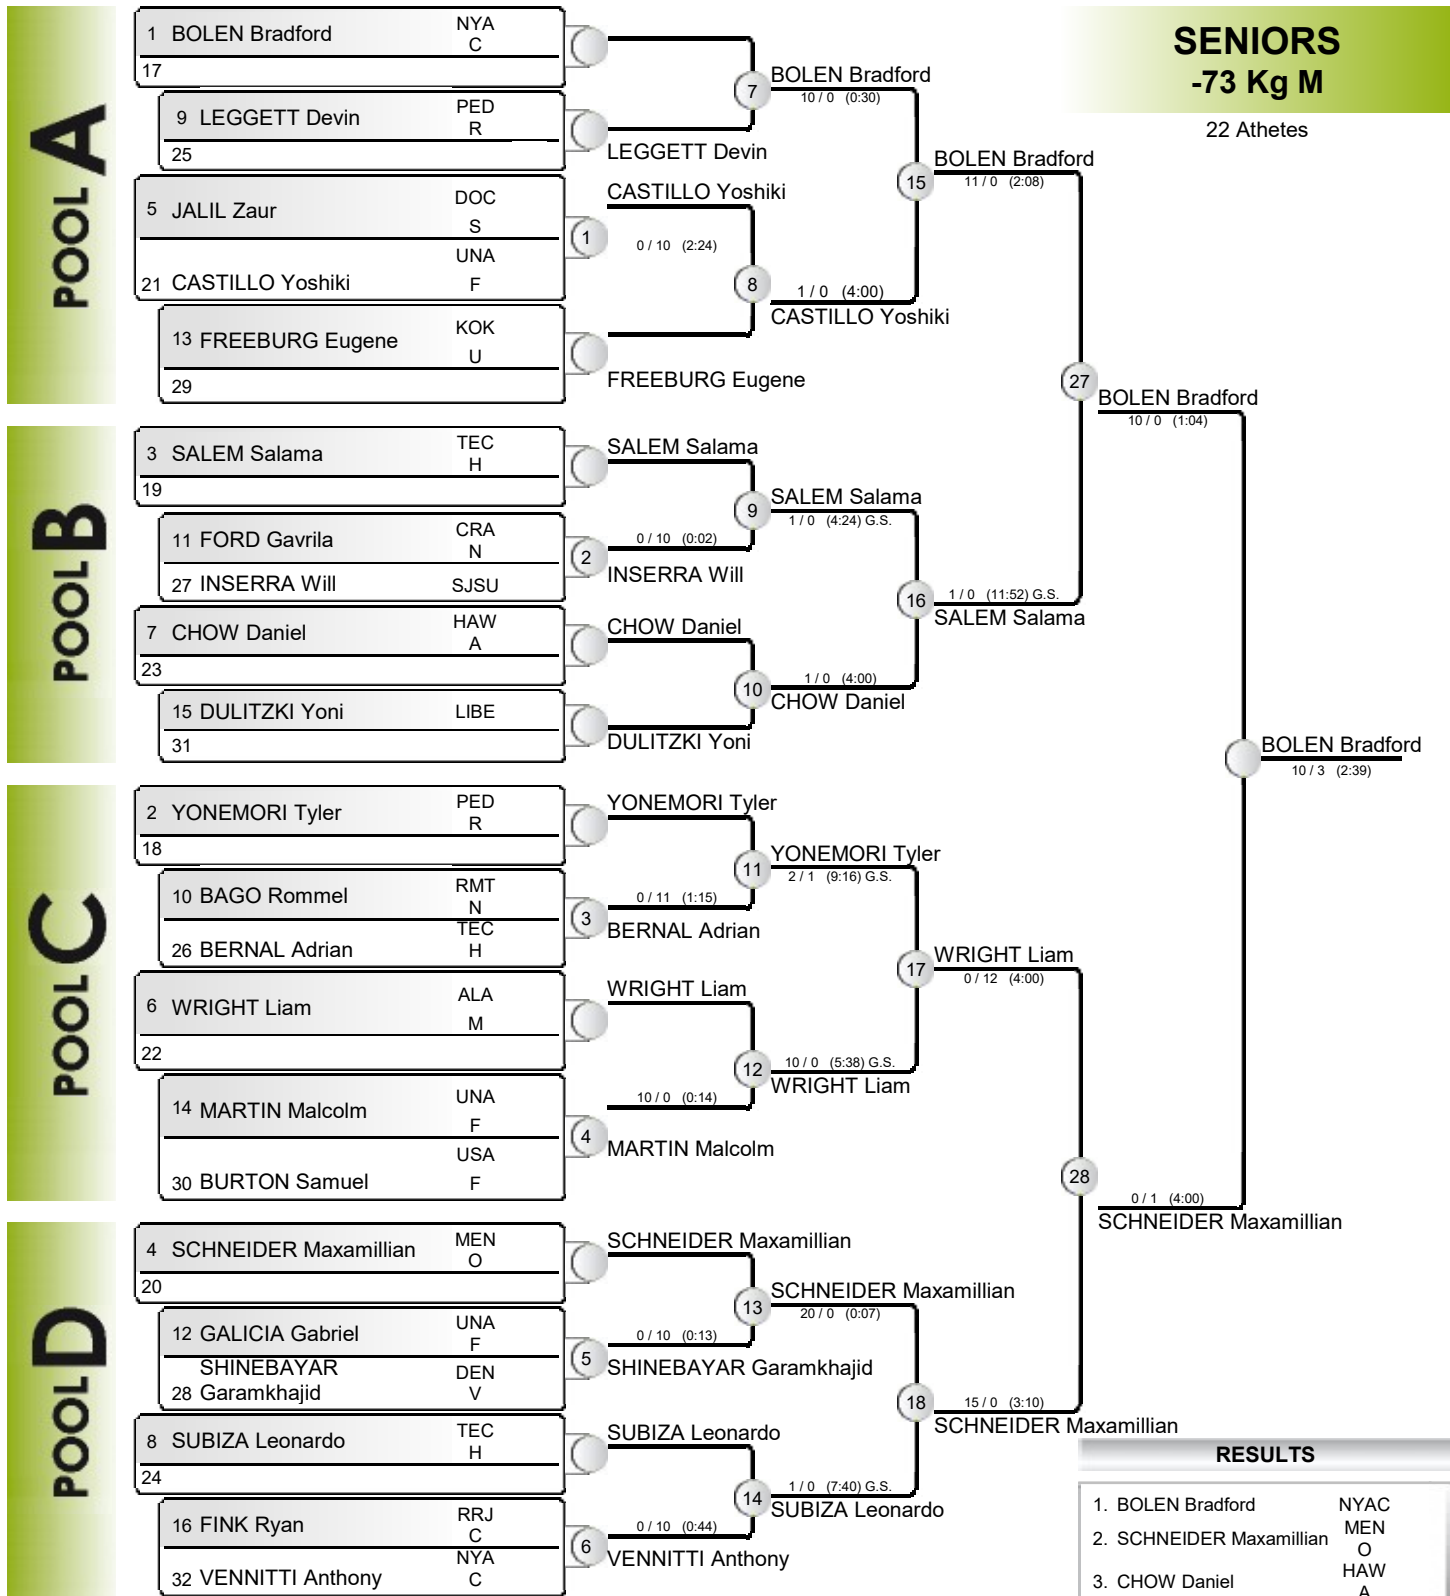 SENIORS
-73 Kg M
22 Athetes
POOL A
1 BOLEN Bradford NYA
C
17
9 LEGGETT Devin PED
R
25
5 JALIL Zaur DOC
S
21 CASTILLO Yoshiki UNA
F
13 FREEBURG Eugene KOK
U
29
1
LEGGETT Devin
CASTILLO Yoshiki
0 / 10 (2:24)
FREEBURG Eugene
7
BOLEN Bradford
10 / 0 (0:30)
8
1 / 0 (4:00)
CASTILLO Yoshiki
15
BOLEN Bradford
11 / 0 (2:08)
POOL B
3 SALEM Salama TEC
H
19
11 FORD Gavrila CRA
N
27 INSERRA Will SJSU
7 CHOW Daniel HAW
A
23
15 DULITZKI Yoni LIBE
31
SALEM Salama
2
0 / 10 (0:02)
INSERRA Will
CHOW Daniel
DULITZKI Yoni
9
SALEM Salama
1 / 0 (4:24) G.S.
10
1 / 0 (4:00)
CHOW Daniel
16
1 / 0 (11:52) G.S.
SALEM Salama
27
BOLEN Bradford
10 / 0 (1:04)
BOLEN Bradford
10 / 3 (2:39)
POOL C
2 YONEMORI Tyler PED
R
18
10 BAGO Rommel RMT
N
26 BERNAL Adrian TEC
H
6 WRIGHT Liam ALA
M
22
14 MARTIN Malcolm UNA
F
30 BURTON Samuel USA
F
YONEMORI Tyler
3
0 / 11 (1:15)
BERNAL Adrian
WRIGHT Liam
4
10 / 0 (0:14)
MARTIN Malcolm
11
YONEMORI Tyler
2 / 1 (9:16) G.S.
12
10 / 0 (5:38) G.S.
WRIGHT Liam
17
WRIGHT Liam
0 / 12 (4:00)
28
0 / 1 (4:00)
SCHNEIDER Maxamillian
POOL D
4 SCHNEIDER Maxamillian MEN
O
20
12 GALICIA Gabriel UNA
F
SHINEBAYAR
28 Garamkhajid DEN
V
8 SUBIZA Leonardo TEC
H
24
16 FINK Ryan RRJ
C
32 VENNITTI Anthony NYA
C
SCHNEIDER Maxamillian
5
0 / 10 (0:13)
SHINEBAYAR Garamkhajid
SUBIZA Leonardo
6
0 / 10 (0:44)
VENNITTI Anthony
13
SCHNEIDER Maxamillian
20 / 0 (0:07)
14
1 / 0 (7:40) G.S.
SUBIZA Leonardo
18
15 / 0 (3:10)
SCHNEIDER Maxamillian
RESULTS
1. BOLEN Bradford NYAC
2. SCHNEIDER Maxamillian MEN
O
3. CHOW Daniel HAW
A